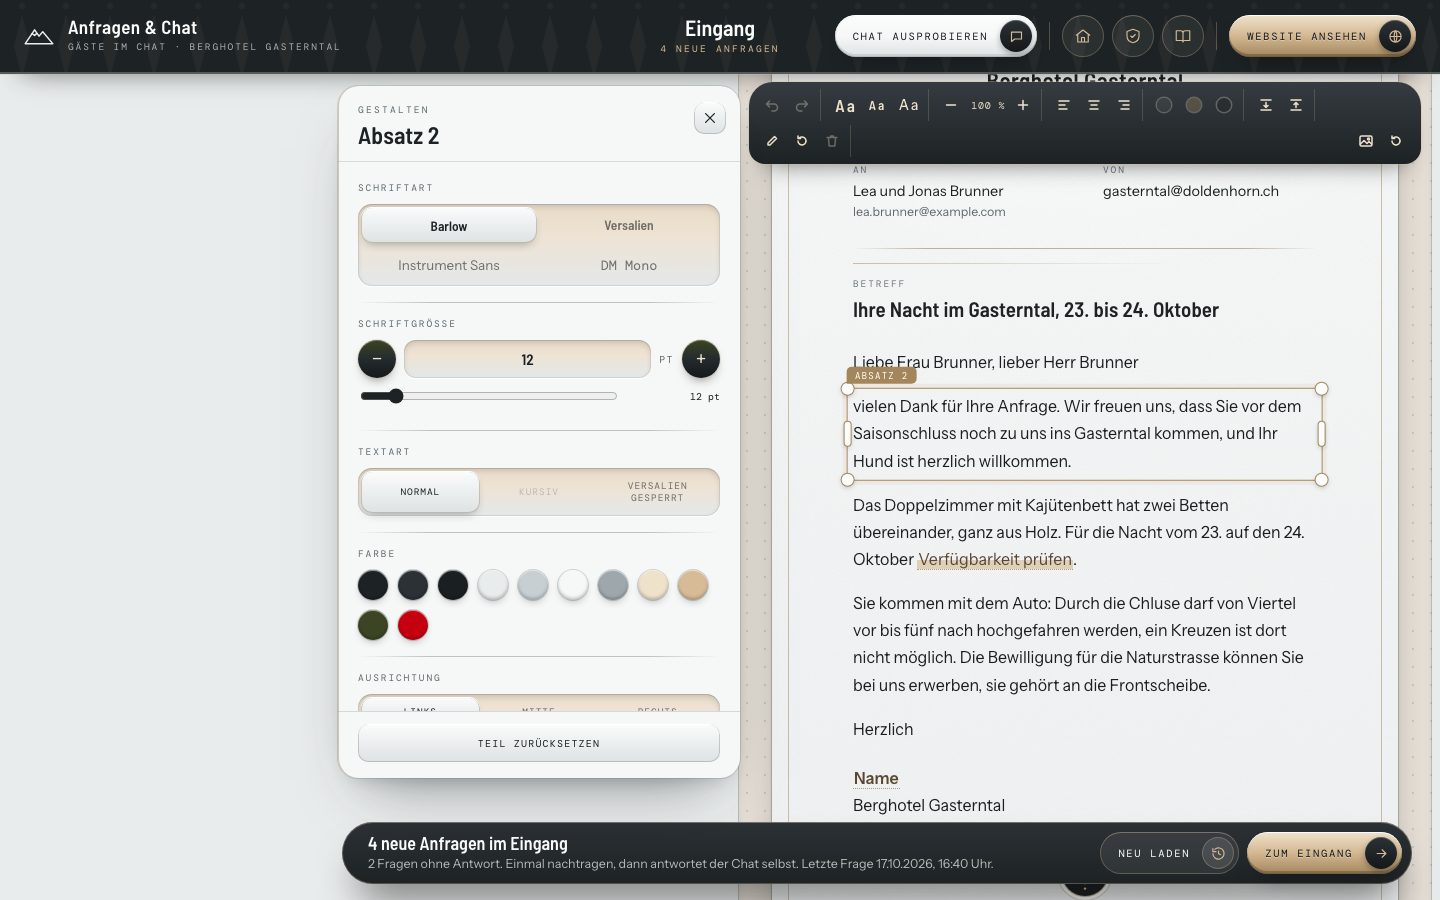 Anfragen & Chat
GÄSTE IM CHAT · BERGHOTEL GASTERNTAL
Eingang
4 NEUE ANFRAGEN
CHAT AUSPROBIEREN
WEBSITE ANSEHEN
Berghotel Gasterntal
GESTALTEN
Absatz 2
SCHRIFTART
Barlow
Versalien
Instrument Sans
DM Mono
SCHRIFTGRÖSSE
−
12
PT
+
12 pt
TEXTART
NORMAL
KURSIV
VERSALIEN
GESPERRT
FARBE
AUSRICHTUNG
LINKS
MITTE
RECHTS
TEIL ZURÜCKSETZEN
Aa Aa Aa
− 100 % +
AN
Lea und Jonas Brunner
lea.brunner@example.com
VON
gasterntal@doldenhorn.ch
BETREFF
Ihre Nacht im Gasterntal, 23. bis 24. Oktober
Liebe Frau Brunner, lieber Herr Brunner
ABSATZ 2
vielen Dank für Ihre Anfrage. Wir freuen uns, dass Sie vor dem
Saisonschluss noch zu uns ins Gasterntal kommen, und Ihr
Hund ist herzlich willkommen.
Das Doppelzimmer mit Kajütenbett hat zwei Betten
übereinander, ganz aus Holz. Für die Nacht vom 23. auf den 24.
Oktober Verfügbarkeit prüfen.
Sie kommen mit dem Auto: Durch die Chluse darf von Viertel
vor bis fünf nach hochgefahren werden, ein Kreuzen ist dort
nicht möglich. Die Bewilligung für die Naturstrasse können Sie
bei uns erwerben, sie gehört an die Frontscheibe.
Herzlich
Name
Berghotel Gasterntal
4 neue Anfragen im Eingang
2 Fragen ohne Antwort. Einmal nachtragen, dann antwortet der Chat selbst. Letzte Frage 17.10.2026, 16:40 Uhr.
NEU LADEN
ZUM EINGANG